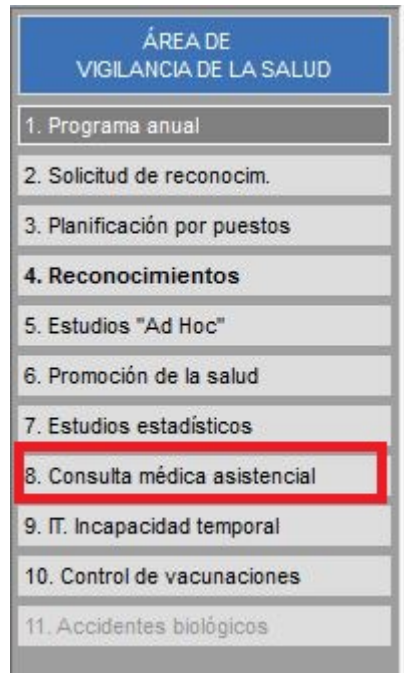 ÁREA DE
VIGILANCIA DE LA SALUD
1. Programa anual
2. Solicitud de reconocim.
3. Planificación por puestos
4. Reconocimientos
5. Estudios "Ad Hoc"
6. Promoción de la salud
7. Estudios estadísticos
8. Consulta médica asistencial
9. IT. Incapacidad temporal
10. Control de vacunaciones
11. Accidentes biológicos